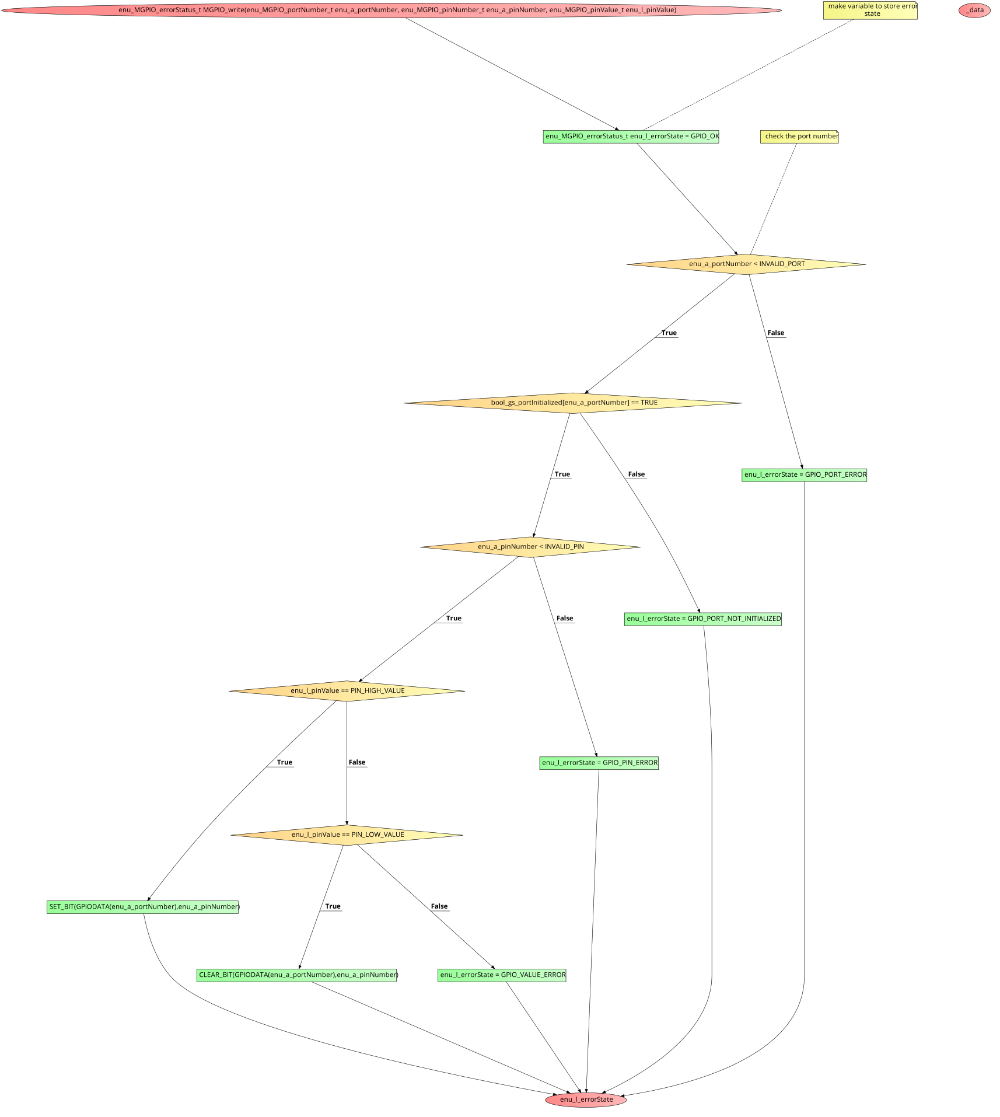 enu_MGPIO_errorStatus_t MGPIO_write(enu_MGPIO_portNumber_t enu_a_portNumber, enu_MGPIO_pinNumber_t enu_a_pinNumber, enu_MGPIO_pinValue_t enu_l_pinValue)
make variable to store error
state
_data
enu_MGPIO_errorStatus_t enu_l_errorState = GPIO_OK
check the port number
enu_a_portNumber < INVALID_PORT
True
False
bool_gs_portInitialized[enu_a_portNumber] == TRUE
True
False
enu_l_errorState = GPIO_PORT_ERROR
enu_a_pinNumber < INVALID_PIN
True
False
enu_l_errorState = GPIO_PORT_NOT_INITIALIZED
enu_l_pinValue == PIN_HIGH_VALUE
True
False
enu_l_errorState = GPIO_PIN_ERROR
enu_l_pinValue == PIN_LOW_VALUE
SET_BIT(GPIODATA(enu_a_portNumber),enu_a_pinNumber)
True
False
CLEAR_BIT(GPIODATA(enu_a_portNumber),enu_a_pinNumber)
enu_l_errorState = GPIO_VALUE_ERROR
enu_l_errorState